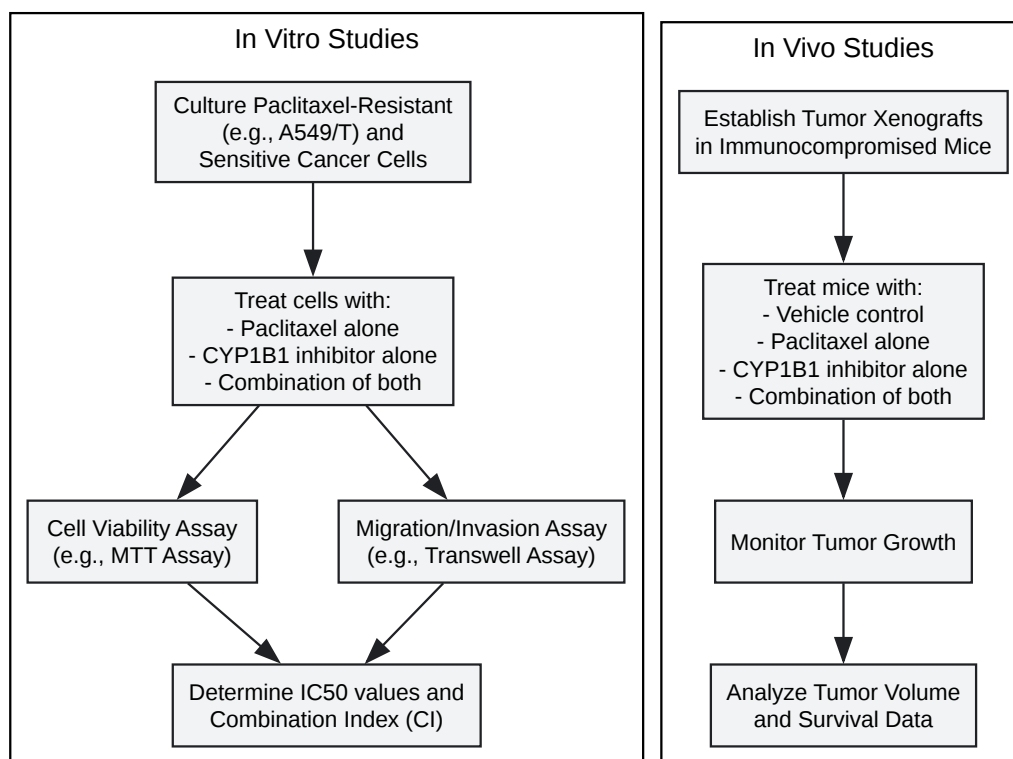 In Vitro Studies
Culture Paclitaxel-Resistant
(e.g., A549/T) and
Sensitive Cancer Cells
Treat cells with:
- Paclitaxel alone
- CYP1B1 inhibitor alone
- Combination of both
Cell Viability Assay
(e.g., MTT Assay)
Migration/Invasion Assay
(e.g., Transwell Assay)
Determine IC50 values and
Combination Index (CI)
In Vivo Studies
Establish Tumor Xenografts
in Immunocompromised Mice
Treat mice with:
- Vehicle control
- Paclitaxel alone
- CYP1B1 inhibitor alone
- Combination of both
Monitor Tumor Growth
Analyze Tumor Volume
and Survival Data